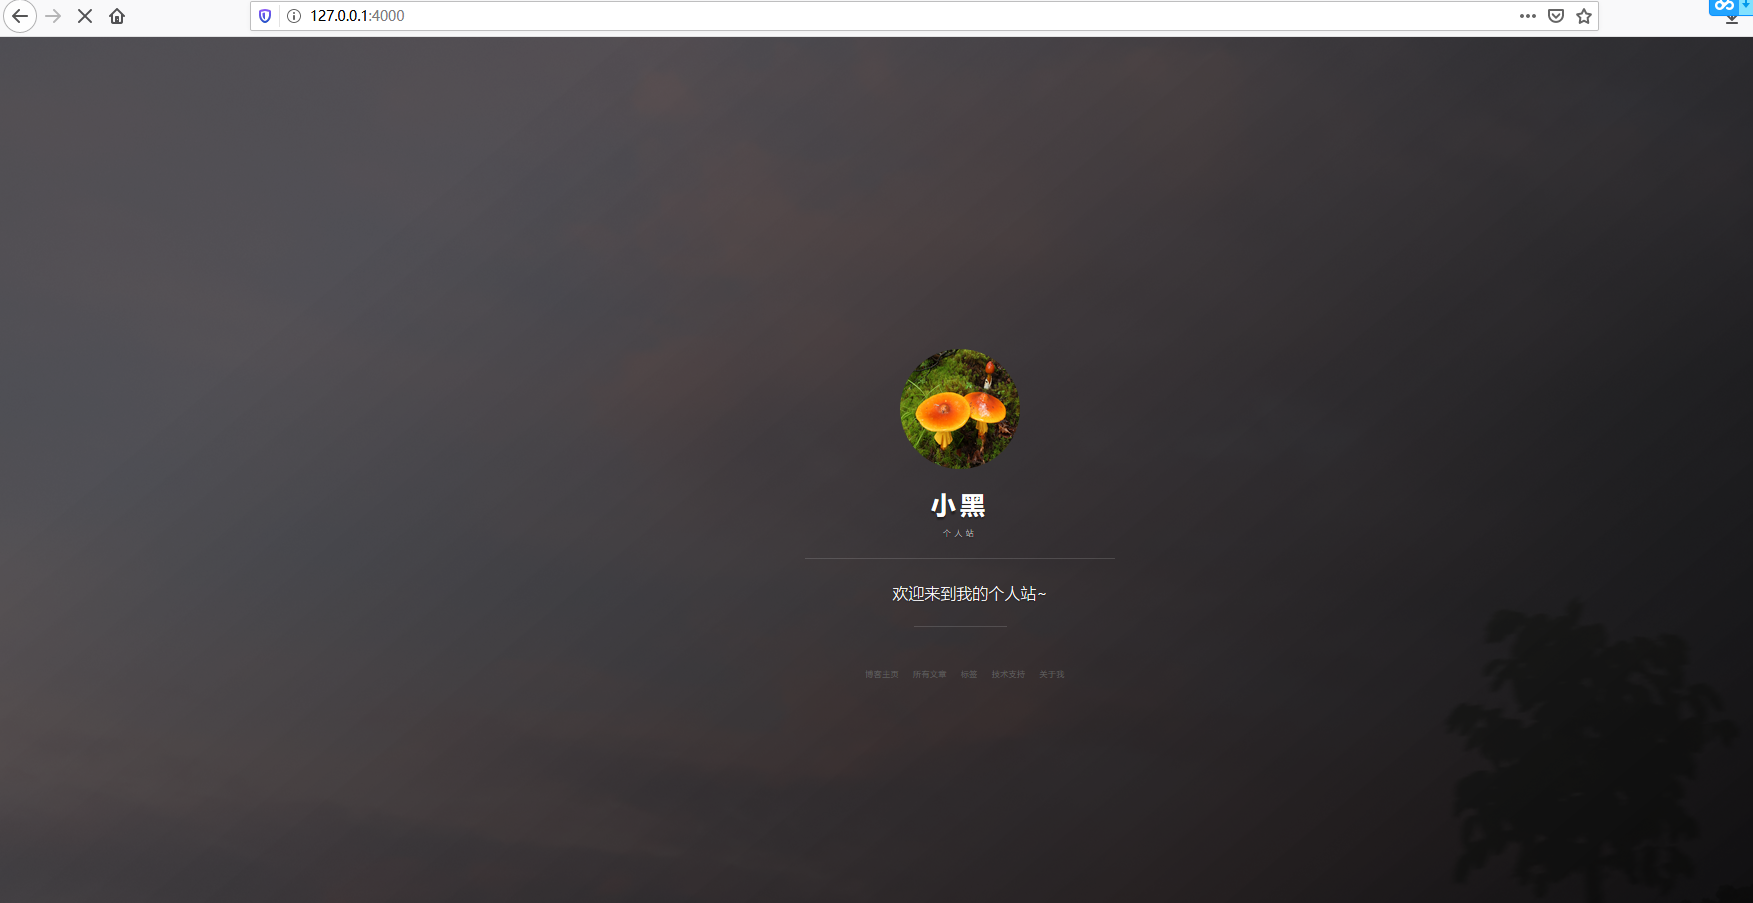 127.0.0.1:4000
小黑
个人站
欢迎来到我的个人站~
博客主页 所有文章 标签 技术支持 关于我